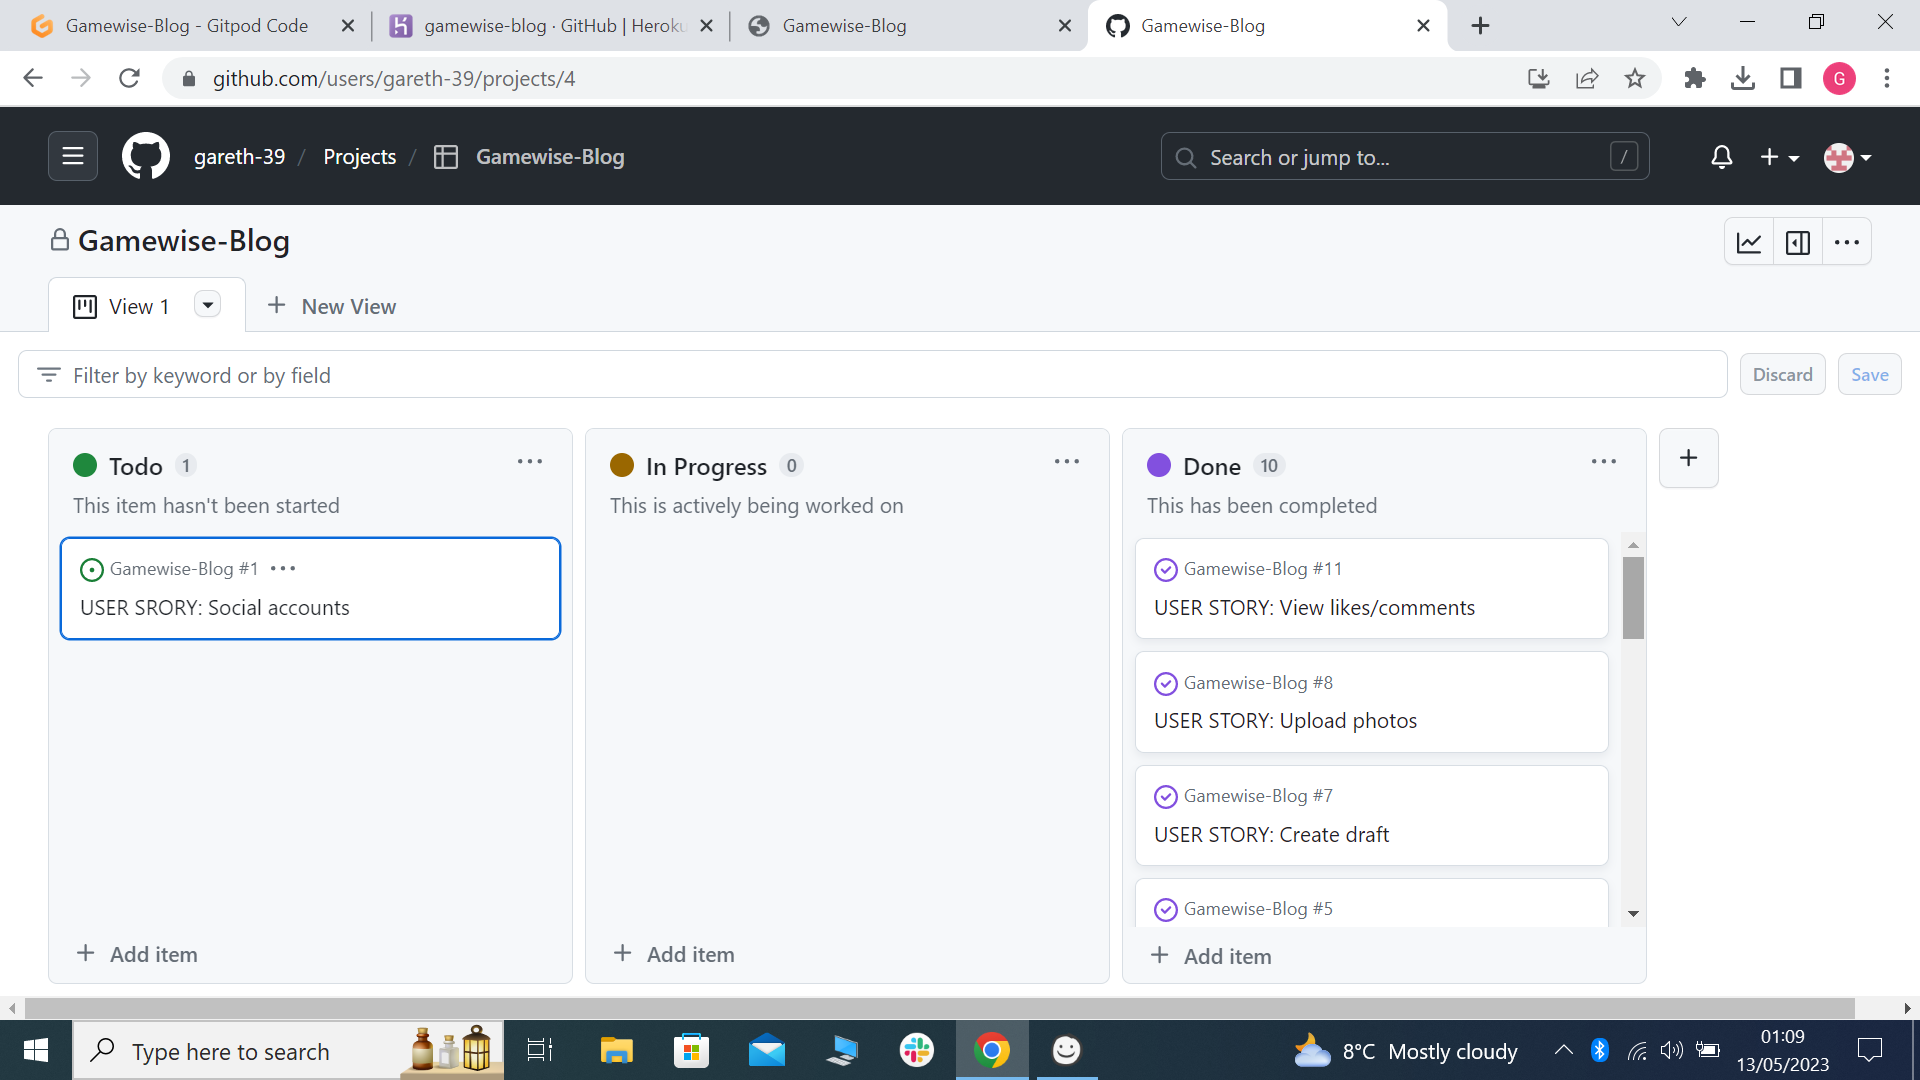 Gamewise-Blog - Gitpod Code
gamewise-blog · GitHub | Heroku
Gamewise-Blog
Gamewise-Blog
github.com/users/gareth-39/projects/4
G
gareth-39 / Projects / Gamewise-Blog
Search or jump to...
/
Gamewise-Blog
View 1
New View
Filter by keyword or by field
Discard
Save
Todo 1
This item hasn't been started
Gamewise-Blog #1
USER SRORY: Social accounts
Add item
In Progress 0
This is actively being worked on
Add item
Done 10
This has been completed
Gamewise-Blog #11
USER STORY: View likes/comments
Gamewise-Blog #8
USER STORY: Upload photos
Gamewise-Blog #7
USER STORY: Create draft
Gamewise-Blog #5
Add item
Type here to search
8°C Mostly cloudy
01:09
13/05/2023